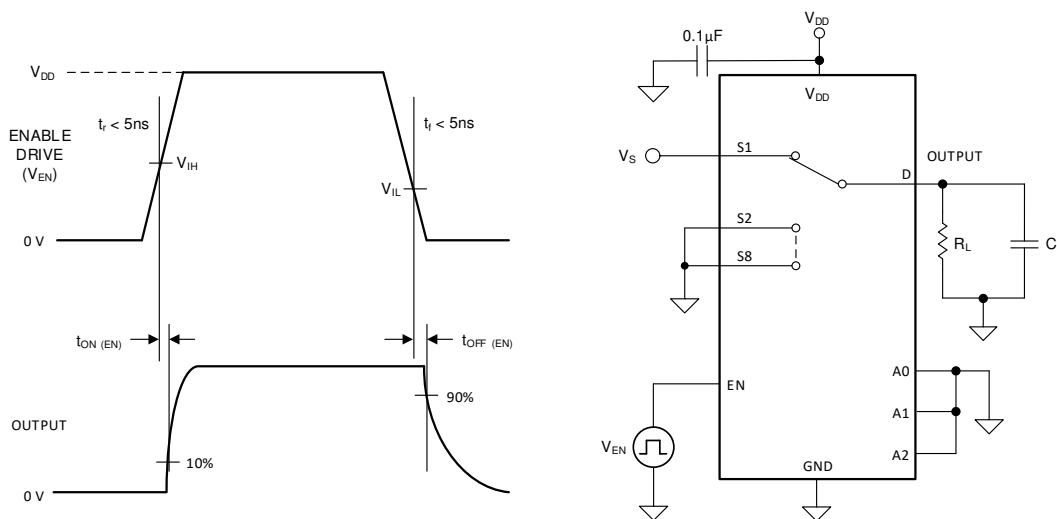 V_DD
t_r < 5ns
t_f < 5ns
ENABLE
DRIVE
(V_EN)
V_IH
V_IL
0 V
t_ON (EN)
t_OFF (EN)
90%
OUTPUT
10%
0 V
V_DD
0.1µF
V_DD
V_S
S1
OUTPUT
D
S2
S8
R_L
C
EN
A0
A1
A2
V_EN
GND